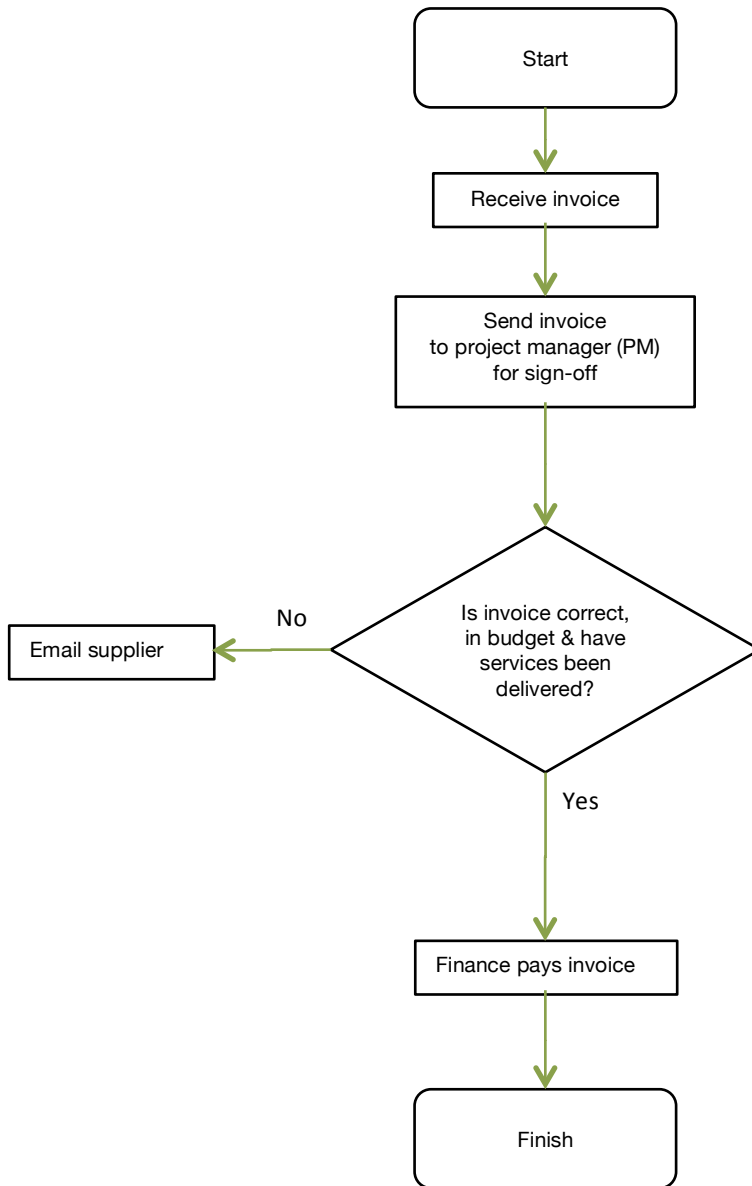 Start
Receive invoice
Send invoice
to project manager (PM)
for sign-off
Is invoice correct,
in budget & have
services been
delivered?
No
Email supplier
Yes
Finance pays invoice
Finish